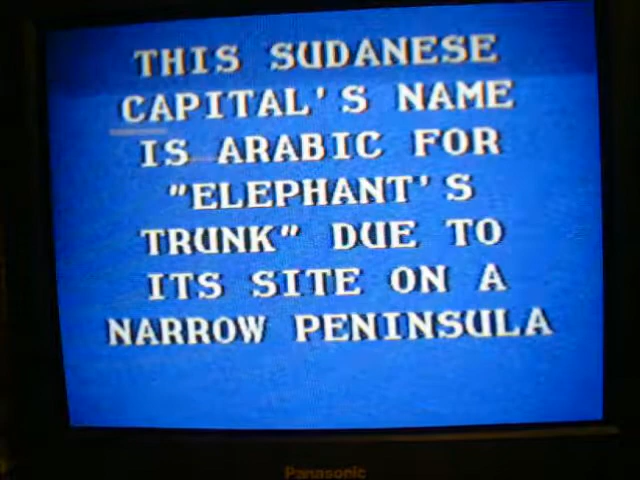 THIS SUDANESE
CAPITAL'S NAME
IS ARABIC FOR
"ELEPHANT'S
TRUNK" DUE TO
ITS SITE ON A
NARROW PENINSULA
Panasonic